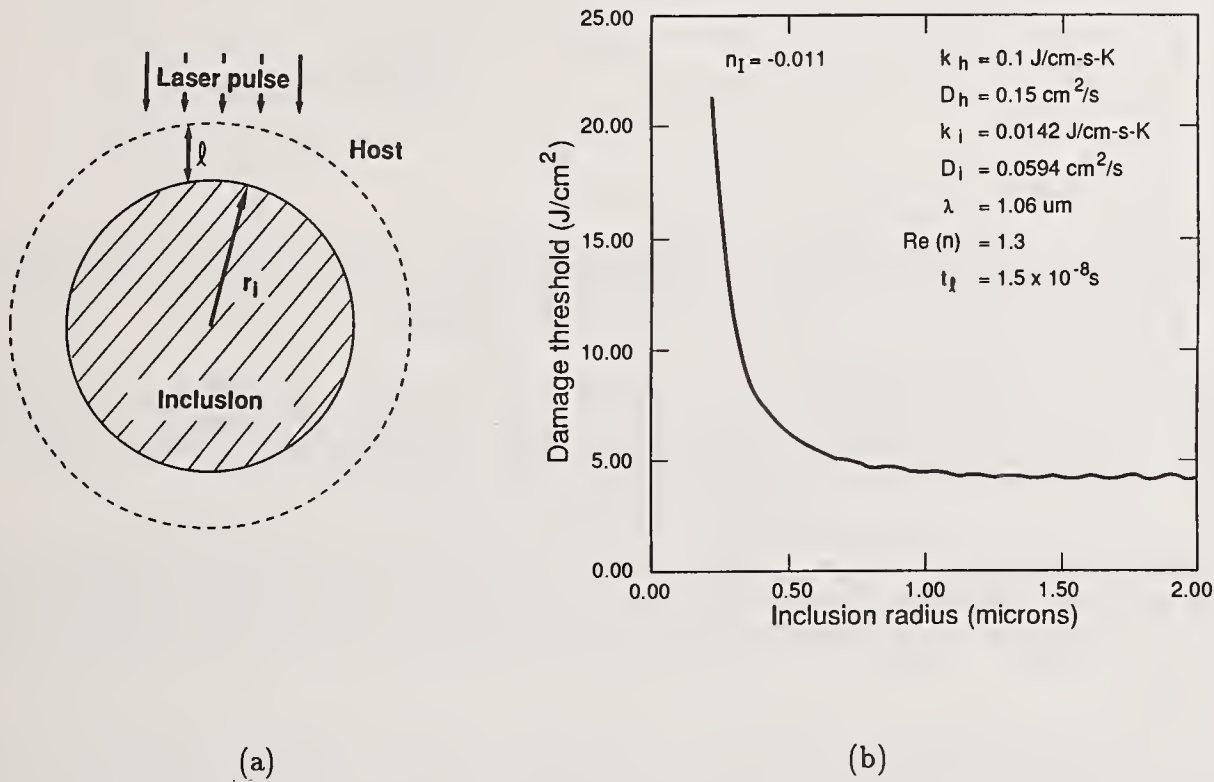 Laser pulse
ℓ
Host
r_i
Inclusion
(a)
25.00
20.00
15.00
10.00
5.00
0.00
Damage threshold (J/cm²)
n_I = -0.011
k_h = 0.1 J/cm-s-K
D_h = 0.15 cm²/s
k_i = 0.0142 J/cm-s-K
D_i = 0.0594 cm²/s
λ = 1.06 um
Re (n) = 1.3
t_ℓ = 1.5 x 10⁻⁸s
0.00 0.50 1.00 1.50 2.00
Inclusion radius (microns)
(b)